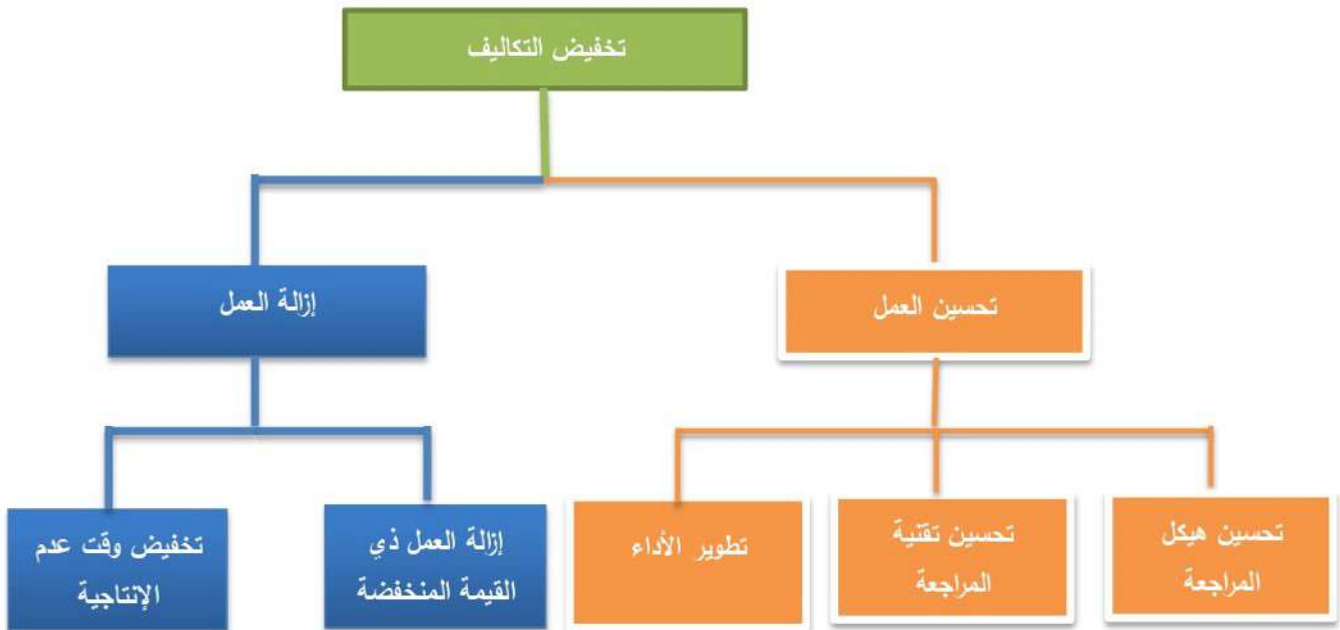 تخفيض التكاليف
تحسين العمل
إزالة العمل
تحسين هيكل
المراجعة
تحسين تقنية
المراجعة
تطوير الأداء
إزالة العمل ذي
القيمة المنخفضة
تخفيض وقت عدم
الإنتاجية